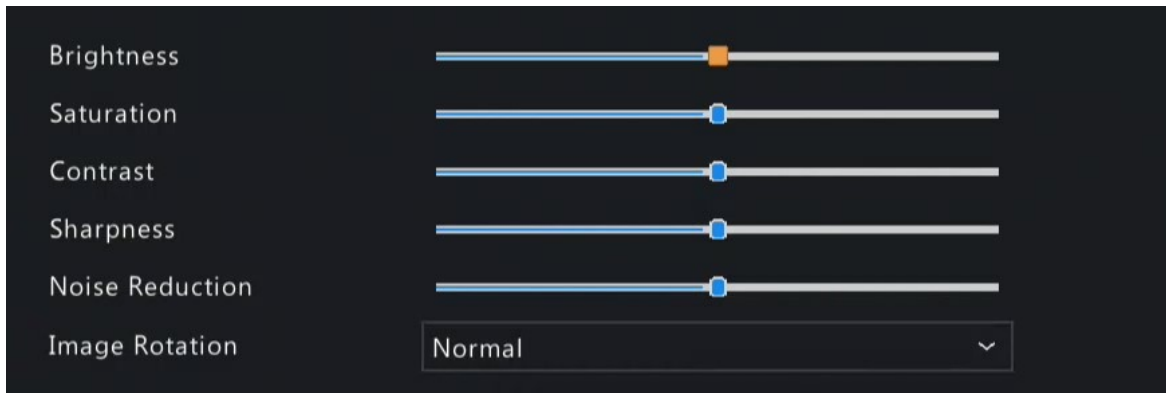 Brightness
Saturation
Contrast
Sharpness
Noise Reduction
Image Rotation Normal